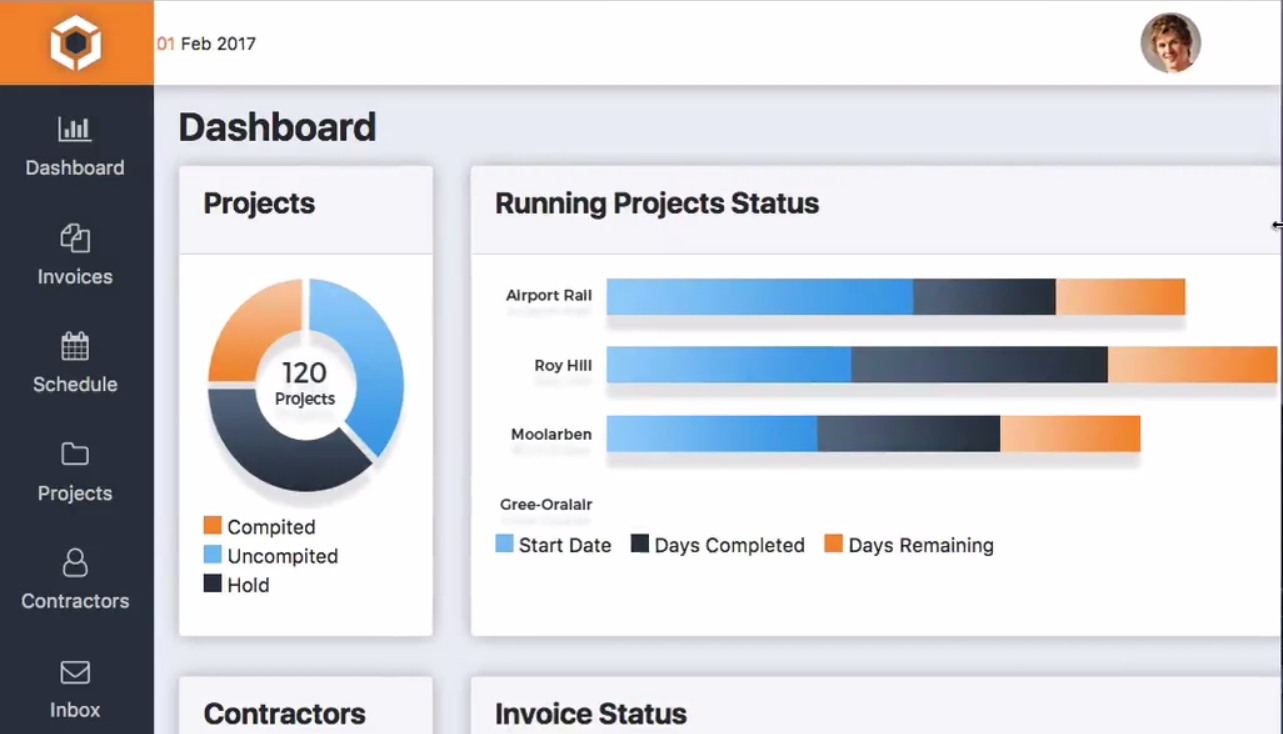 01 Feb 2017
Dashboard
Dashboard
Invoices
Schedule
Projects
Contractors
Inbox
Projects
120
Projects
Compited
Uncompited
Hold
Running Projects Status
Airport Rail
Roy Hill
Moolarben
Gree-Oralair
Start Date Days Completed Days Remaining
Contractors
Invoice Status